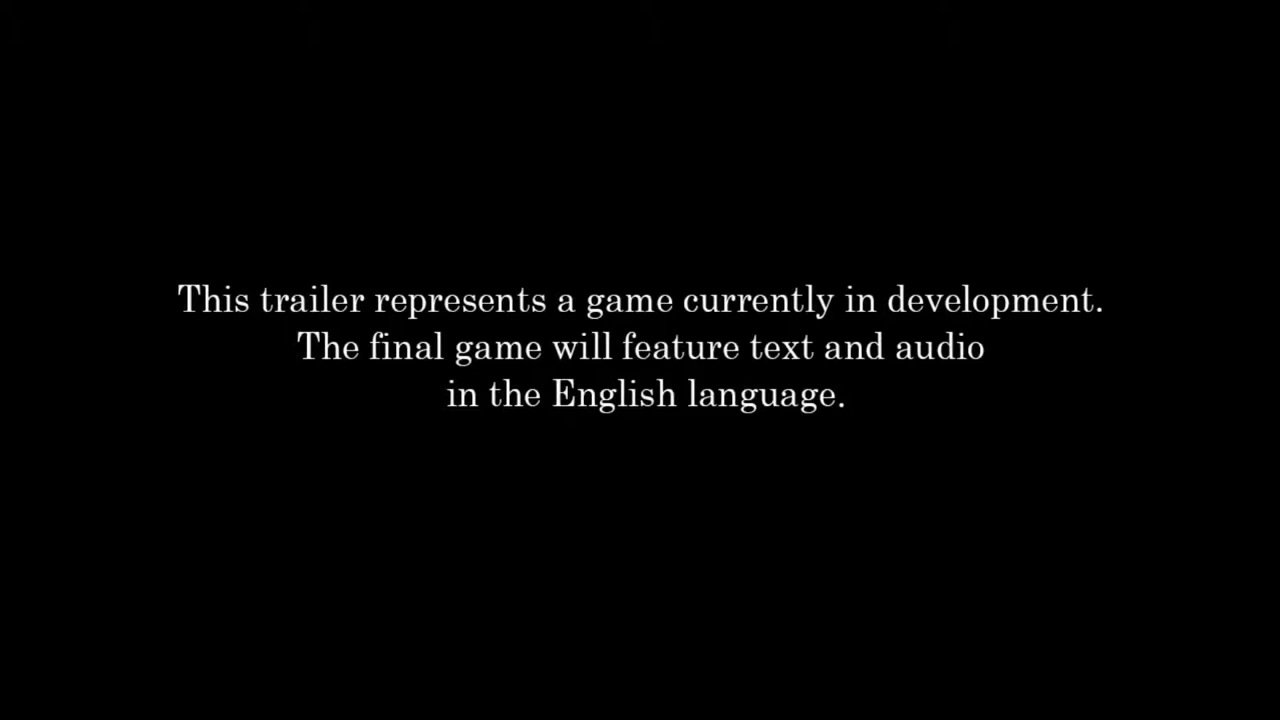 This trailer represents a game currently in development.
The final game will feature text and audio
in the English language.